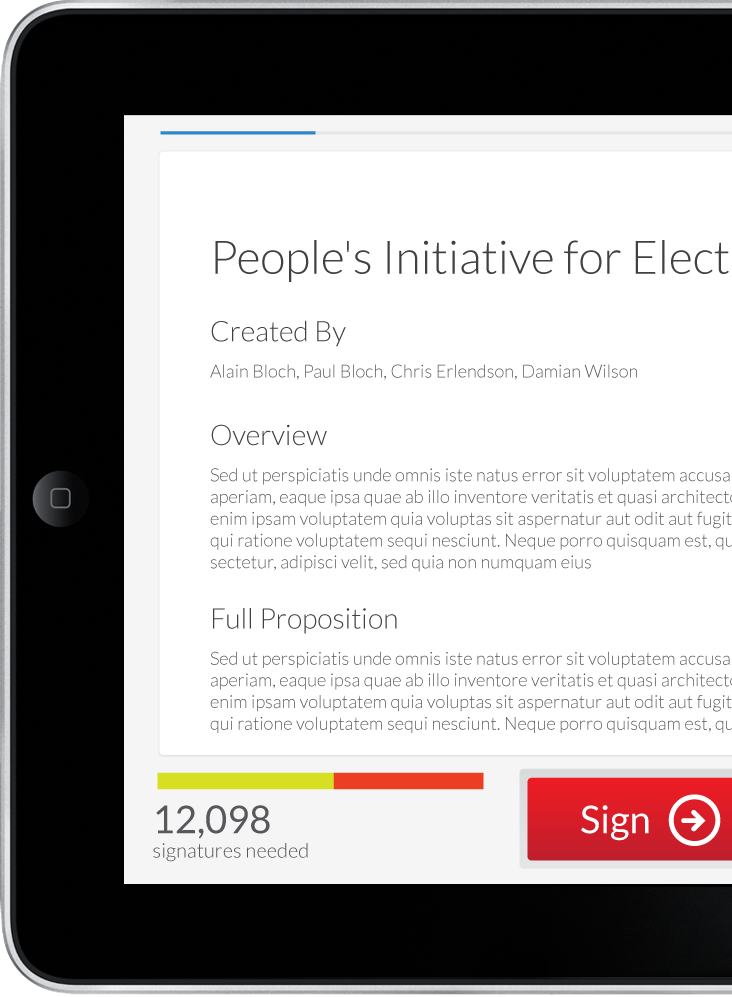 People's Initiative for Elect
Created By
Alain Bloch, Paul Bloch, Chris Erlendson, Damian Wilson
Overview
Sed ut perspiciatis unde omnis iste natus error sit voluptatem accusa
aperiam, eaque ipsa quae ab illo inventore veritatis et quasi architecto
enim ipsam voluptatem quia voluptas sit aspernatur aut odit aut fugit
qui ratione voluptatem sequi nesciunt. Neque porro quisquam est, qu
sectetur, adipisci velit, sed quia non numquam eius
Full Proposition
Sed ut perspiciatis unde omnis iste natus error sit voluptatem accusa
aperiam, eaque ipsa quae ab illo inventore veritatis et quasi architecto
enim ipsam voluptatem quia voluptas sit aspernatur aut odit aut fugit
qui ratione voluptatem sequi nesciunt. Neque porro quisquam est, qu
12,098
signatures needed
Sign